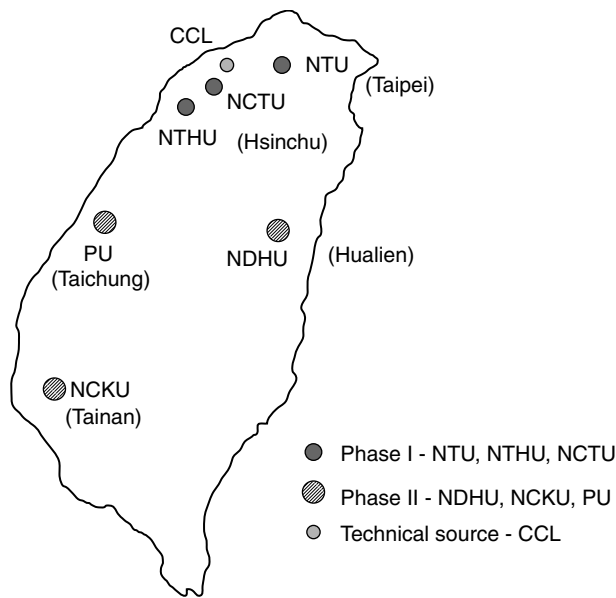 CCL
NTU
(Taipei)
NCTU
NTHU
(Hsinchu)
PU
(Taichung)
NDHU
(Hualien)
NCKU
(Tainan)
Phase I - NTU, NTHU, NCTU
Phase II - NDHU, NCKU, PU
Technical source - CCL